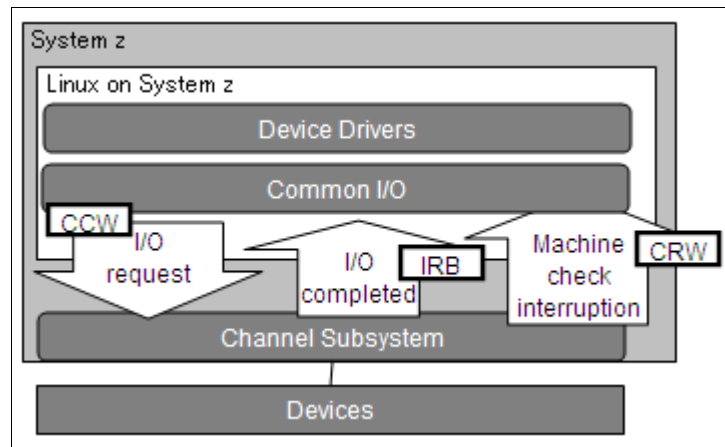 System z
Linux on System z
Device Drivers
Common I/O
CCW
I/O
request
I/O
completed
IRB
Machine
check
interruption
CRW
Channel Subsystem
Devices